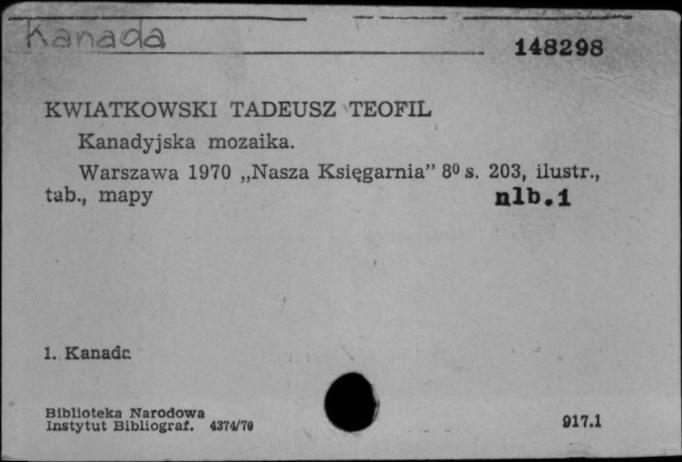 Kanada
148298
KWIATKOWSKI TADEUSZ TEOFIL
Kanadyjska mozaika.
Warszawa 1970 „Nasza Księgarnia” 8⁰ s. 203, ilustr.,
tab., mapy nlb.1
1. Kanada
Biblioteka Narodowa
Instytut Bibliograf. 4374/70
917.1